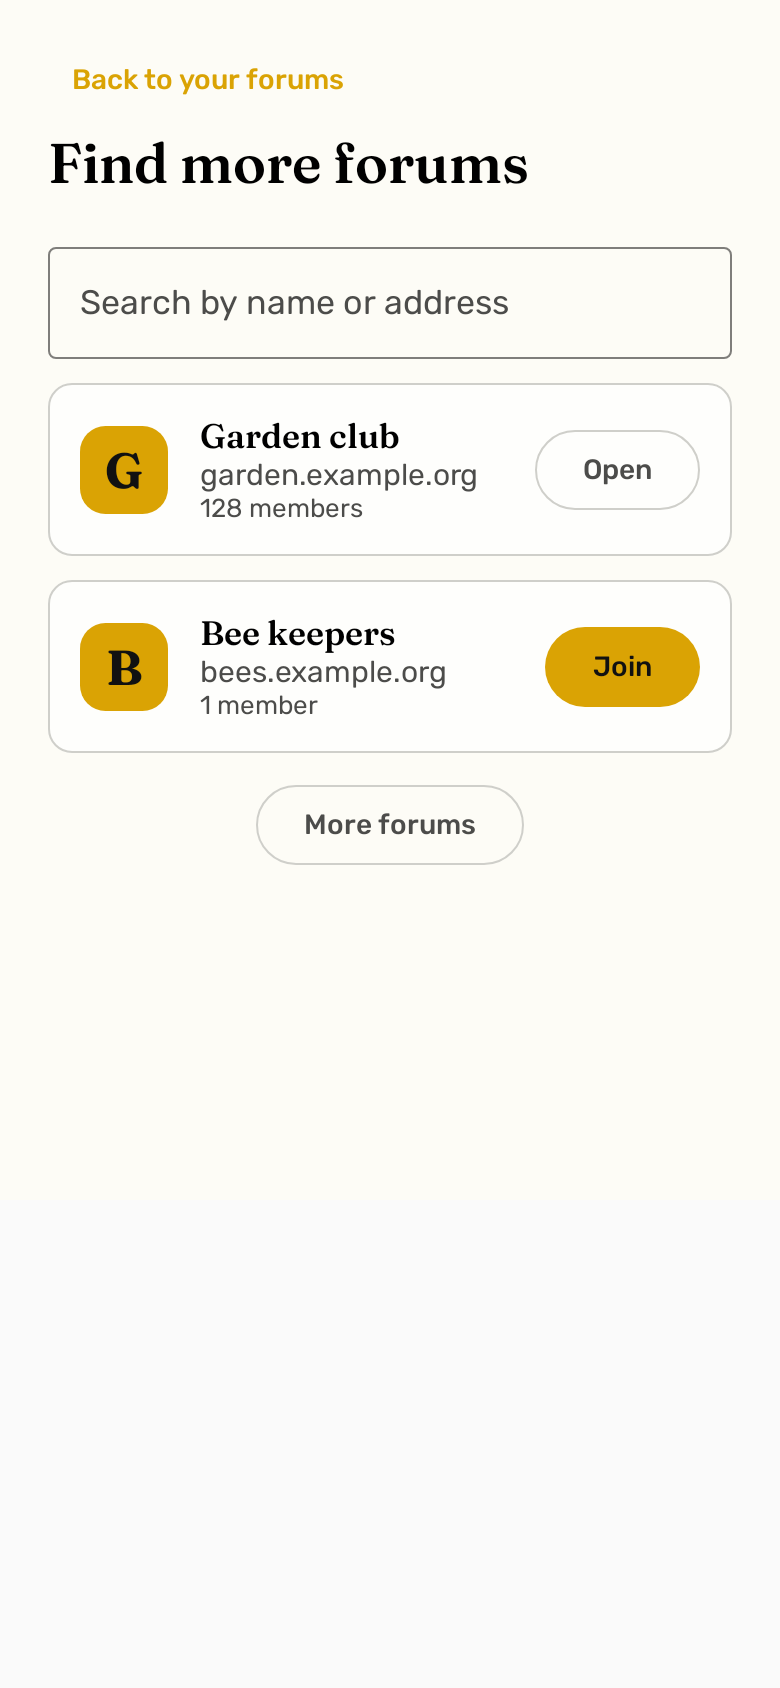 Back to your forums
Find more forums
Search by name or address
G
Garden club
garden.example.org
128 members
Open
B
Bee keepers
bees.example.org
1 member
Join
More forums